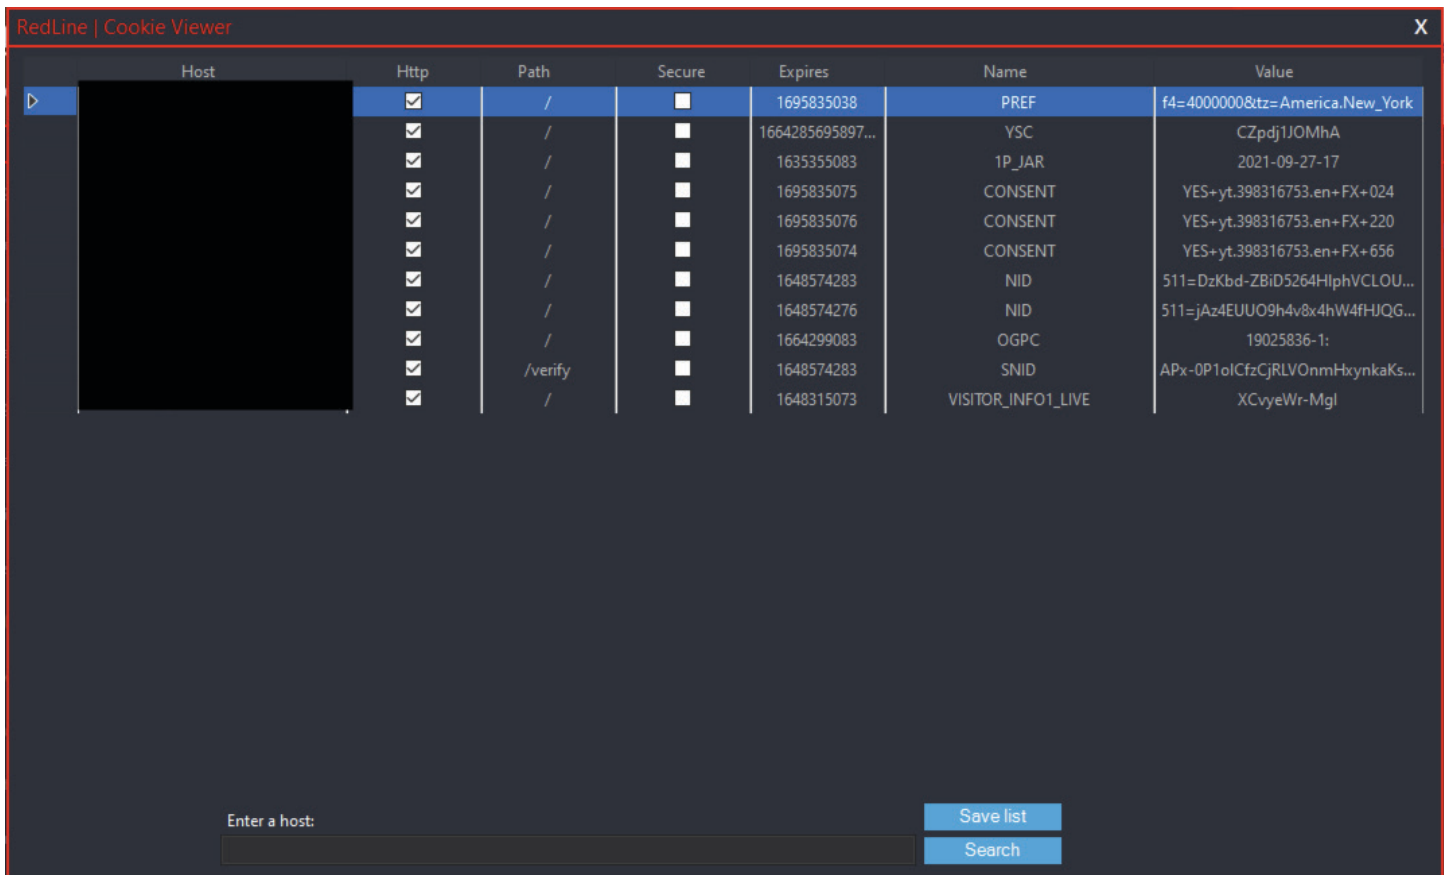 RedLine | Cookie Viewer X
Host Http Path Secure Expires Name Value
/ 1695835038 PREF f4=4000000&tz=America.New_York
/ 1664285695897... YSC CZpdj1JOMhA
/ 1635355083 1P_JAR 2021-09-27-17
/ 1695835075 CONSENT YES+yt.398316753.en+FX+024
/ 1695835076 CONSENT YES+yt.398316753.en+FX+220
/ 1695835074 CONSENT YES+yt.398316753.en+FX+656
/ 1648574283 NID 511=DzKbd-ZBiD5264HIphVCLOU...
/ 1648574276 NID 511=jAz4EUUO9h4v8x4hW4fHJQG...
/ 1664299083 OGPC 19025836-1:
/verify 1648574283 SNID APx-0P1oICfzCjRLVOnmHxynkaKs...
/ 1648315073 VISITOR_INFO1_LIVE XCvyeWr-MgI
Enter a host:
Save list
Search